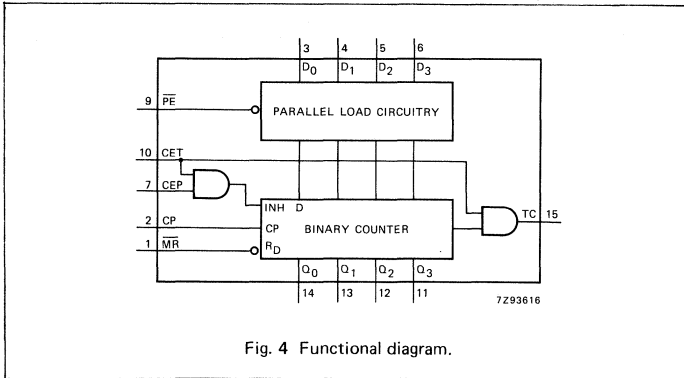 3 4 5 6
D0 D1 D2 D3
9 PE
PARALLEL LOAD CIRCUITRY
10 CET
7 CEP
INH D
TC 15
2 CP
CP BINARY COUNTER
1 MR
RD
Q0 Q1 Q2 Q3
14 13 12 11
7Z93616
Fig. 4 Functional diagram.